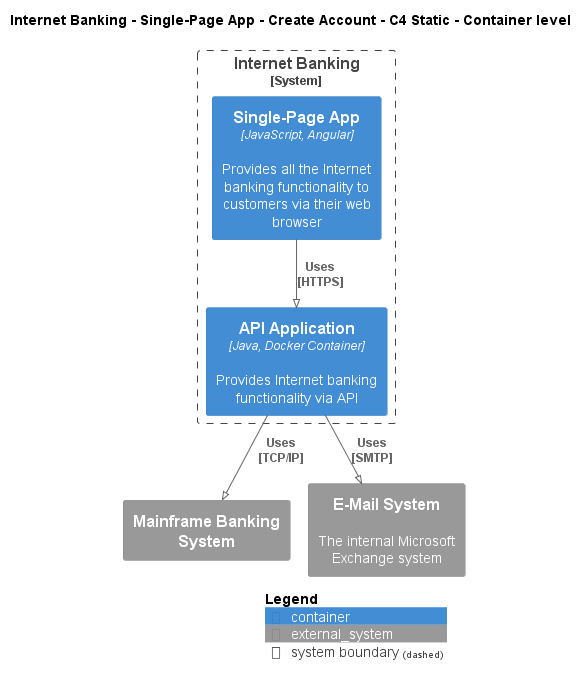 Internet Banking - Single-Page App - Create Account - C4 Static - Container level
Internet Banking
[System]
Single-Page App
[JavaScript, Angular]
Provides all the Internet
banking functionality to
customers via their web
browser
Uses
[HTTPS]
API Application
[Java, Docker Container]
Provides Internet banking
functionality via API
Uses
[TCP/IP]
Uses
[SMTP]
Mainframe Banking
System
E-Mail System
The internal Microsoft
Exchange system
Legend
container
external_system
system boundary (dashed)